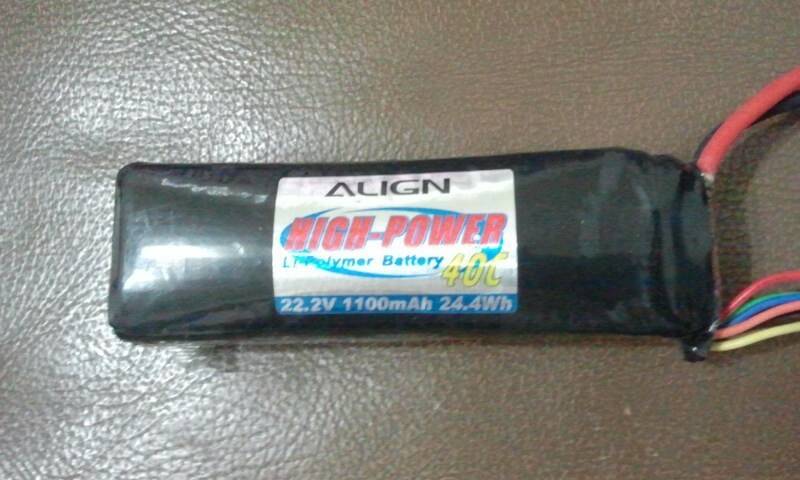 ALIGN
HIGH-POWER
Li-Polymer Battery
40C
22.2V 1100mAh 24.4Wh